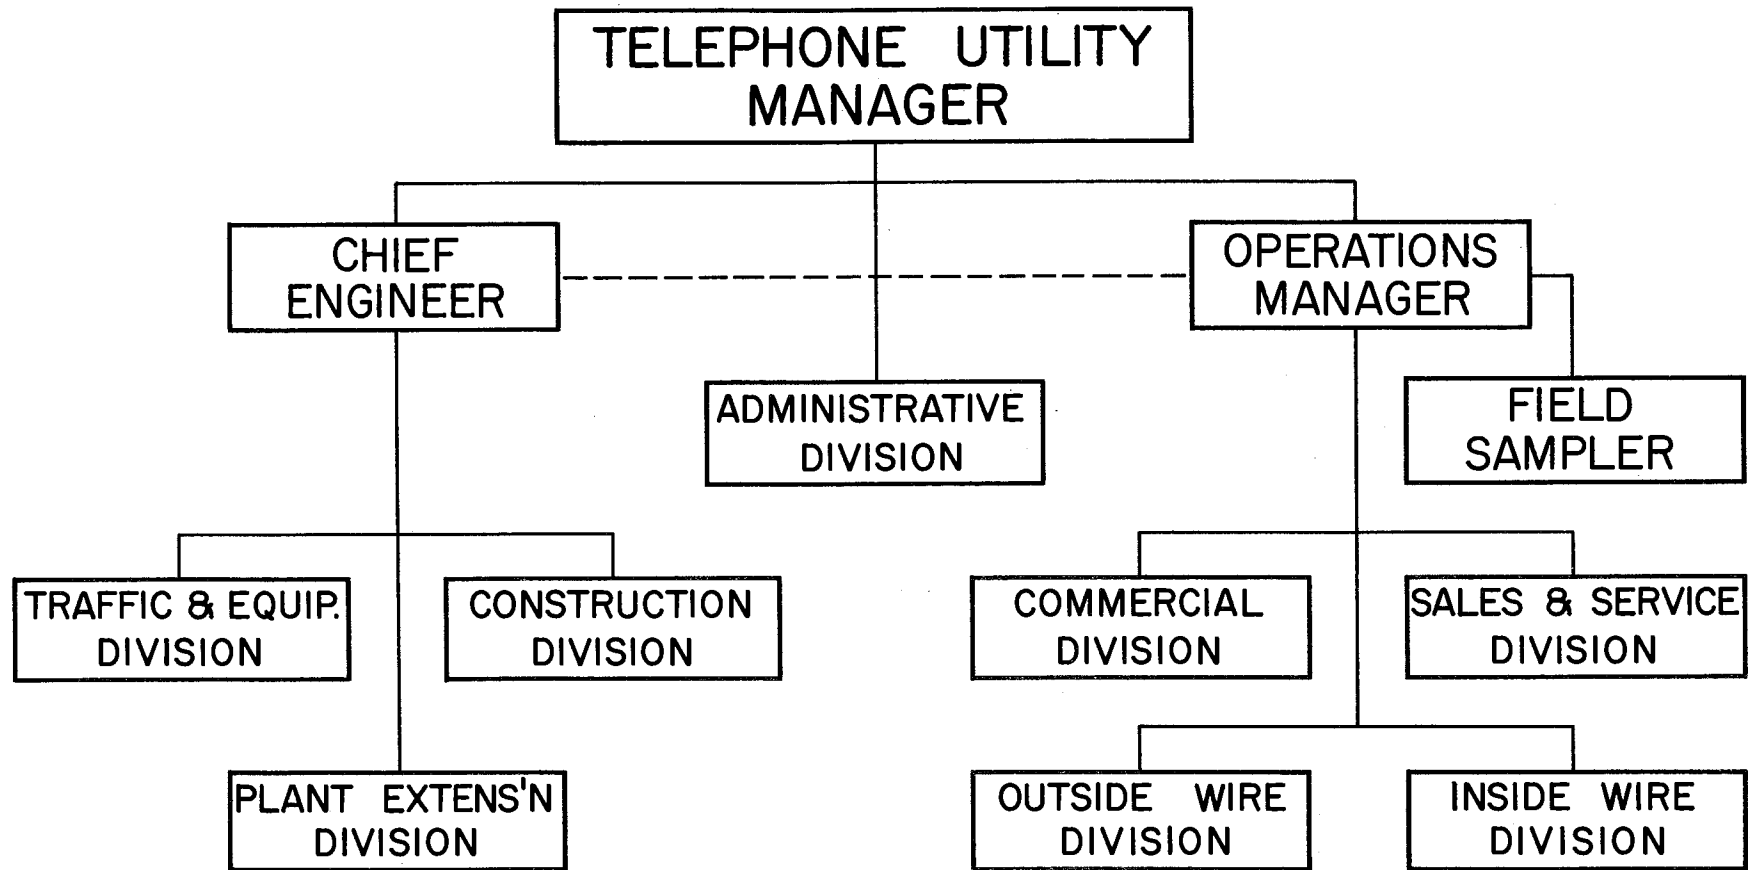 TELEPHONE UTILITY
MANAGER
CHIEF
ENGINEER
OPERATIONS
MANAGER
ADMINISTRATIVE
DIVISION
FIELD
SAMPLER
TRAFFIC & EQUIP.
DIVISION
CONSTRUCTION
DIVISION
COMMERCIAL
DIVISION
SALES & SERVICE
DIVISION
PLANT EXTENS'N
DIVISION
OUTSIDE WIRE
DIVISION
INSIDE WIRE
DIVISION